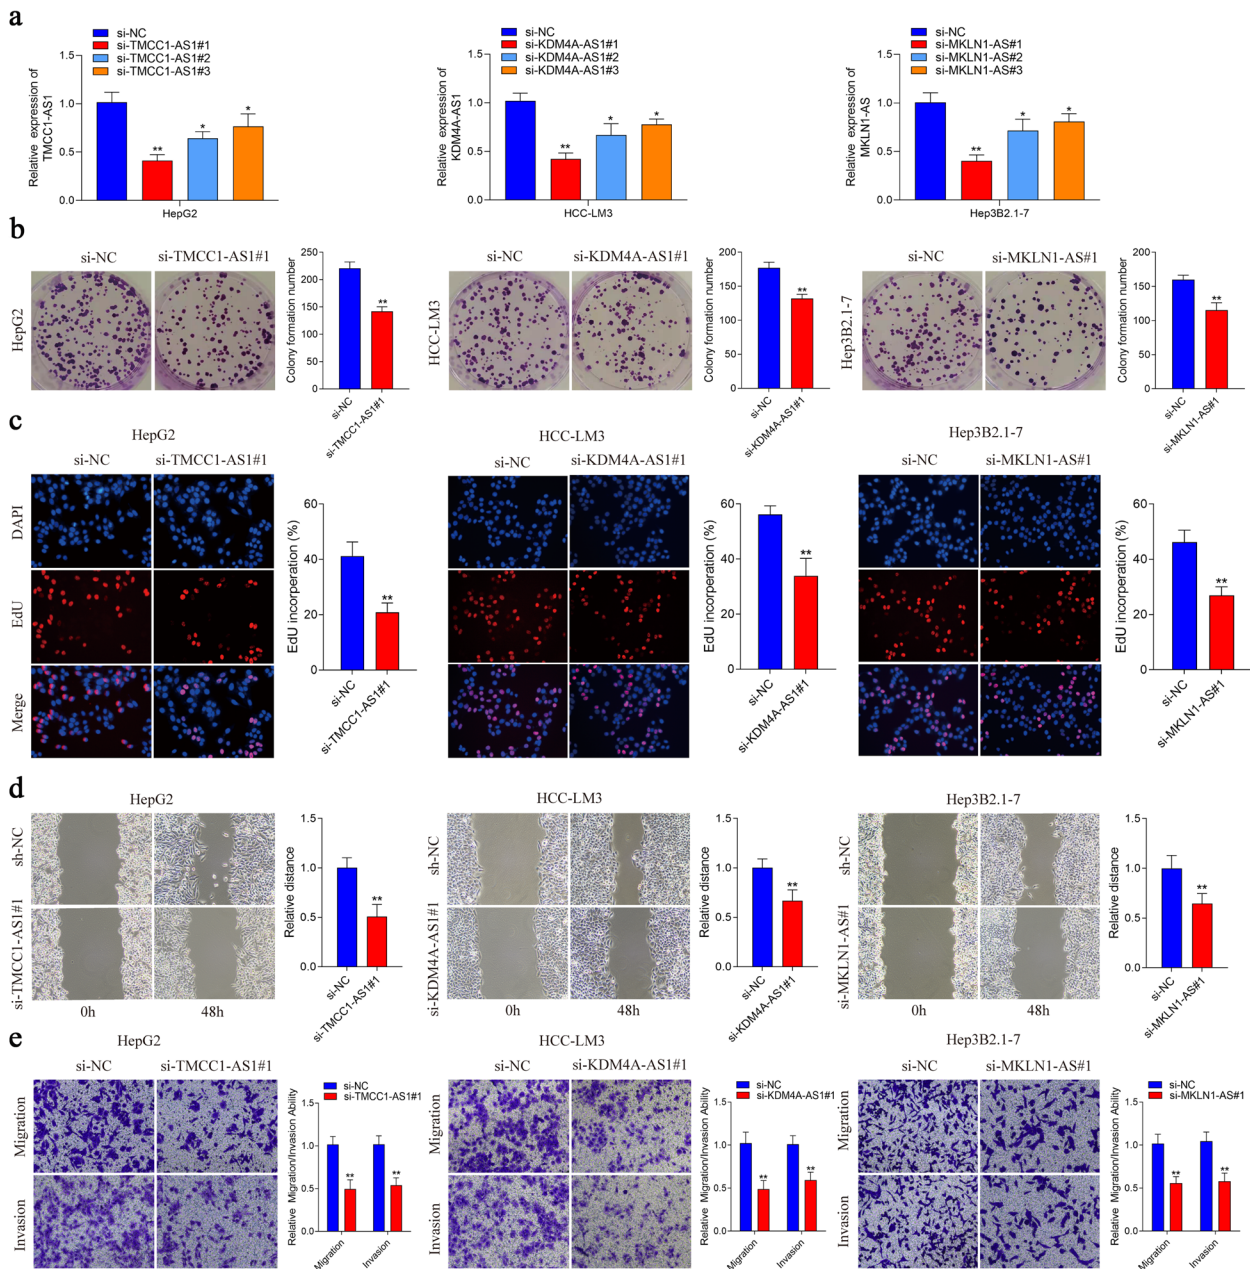 a
si-NC
si-TMCC1-AS1#1
si-TMCC1-AS1#2
si-TMCC1-AS1#3
Relative expression of
TMCC1-AS1
1.5
1.0
0.5
0.0
**
*
*
HepG2
si-NC
si-KDM4A-AS1#1
si-KDM4A-AS1#2
si-KDM4A-AS1#3
Relative expression of
KDM4A-AS1
1.5
1.0
0.5
0.0
**
*
*
HCC-LM3
si-NC
si-MKLN1-AS#1
si-MKLN1-AS#2
si-MKLN1-AS#3
Relative expression of
MKLN1-AS
1.5
1.0
0.5
0.0
**
*
*
Hep3B2.1-7
b
si-NC
si-TMCC1-AS1#1
HepG2
Colony formation number
250
200
150
100
50
0
**
si-NC
si-TMCC1-AS1#1
si-NC
si-KDM4A-AS1#1
HCC-LM3
Colony formation number
200
150
100
50
0
**
si-NC
si-KDM4A-AS1#1
si-NC
si-MKLN1-AS#1
Hep3B2.1-7
Colony formation number
200
150
100
50
0
**
si-NC
si-MKLN1-AS#1
c
HepG2
si-NC
si-TMCC1-AS1#1
DAPI
EdU
Merge
EdU incorperation (%)
60
40
20
0
**
si-NC
si-TMCC1-AS1#1
HCC-LM3
si-NC
si-KDM4A-AS1#1
EdU incorperation (%)
60
40
20
0
**
si-NC
si-KDM4A-AS1#1
Hep3B2.1-7
si-NC
si-MKLN1-AS#1
EdU incorperation (%)
60
40
20
0
**
si-NC
si-MKLN1-AS#1
d
HepG2
sh-NC
si-TMCC1-AS1#1
0h
48h
Relative distance
1.5
1.0
0.5
0.0
**
si-NC
si-TMCC1-AS1#1
HCC-LM3
sh-NC
si-KDM4A-AS1#1
0h
48h
Relative distance
1.5
1.0
0.5
0.0
**
si-NC
si-KDM4A-AS1#1
Hep3B2.1-7
sh-NC
si-MKLN1-AS#1
0h
48h
Relative distance
1.5
1.0
0.5
0.0
**
si-NC
si-MKLN1-AS#1
e
HepG2
si-NC
si-TMCC1-AS1#1
Migration
Invasion
si-NC
si-TMCC1-AS1#1
Relative Migration/Invasion Ability
1.5
1.0
0.5
0.0
**
**
Migration
Invasion
HCC-LM3
si-NC
si-KDM4A-AS1#1
Migration
Invasion
si-NC
si-KDM4A-AS1#1
Relative Migration/Invasion Ability
1.5
1.0
0.5
0.0
**
**
Migration
Invasion
Hep3B2.1-7
si-NC
si-MKLN1-AS#1
Migration
Invasion
si-NC
si-MKLN1-AS#1
Relative Migration/Invasion Ability
1.5
1.0
0.5
0.0
**
**
Migration
Invasion